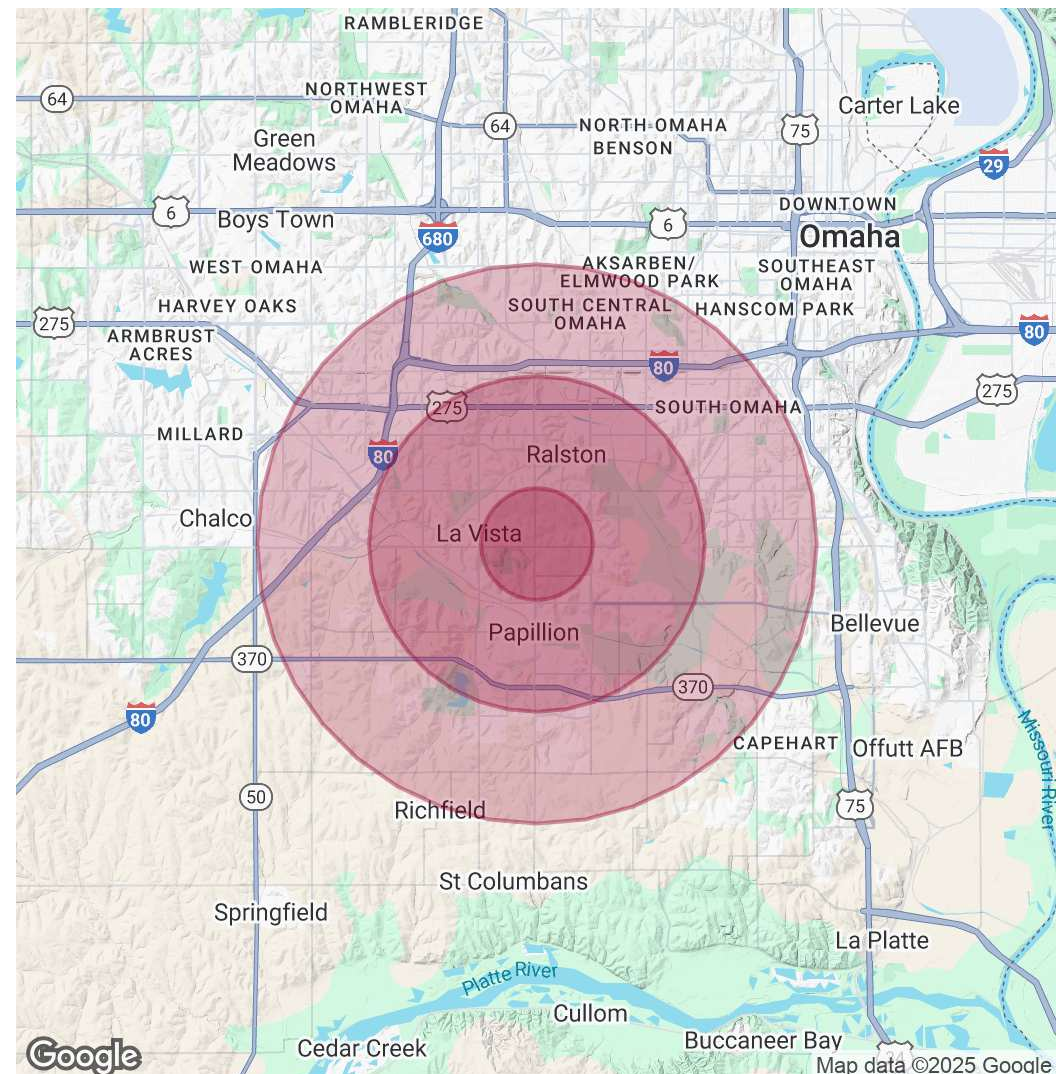 RAMBLERIDGE
64
NORTHWEST
OMAHA
Green
Meadows
64
NORTH OMAHA
BENSON
75
Carter Lake
29
6
Boys Town
680
6
DOWNTOWN
Omaha
WEST OMAHA
AKSARBEN/
ELMWOOD PARK
SOUTHEAST
OMAHA
HARVEY OAKS
SOUTH CENTRAL
OMAHA
HANSCOM PARK
275
ARMBRUST
ACRES
80
80
275
275
SOUTH OMAHA
MILLARD
80
Ralston
Chalco
La Vista
Papillion
Bellevue
370
370
80
CAPEHART
Offutt AFB
Missouri River
50
Richfield
75
St Columbans
Springfield
La Platte
Platte River
Cullom
Cedar Creek
Buccaneer Bay
Google
Map data ©2025 Google